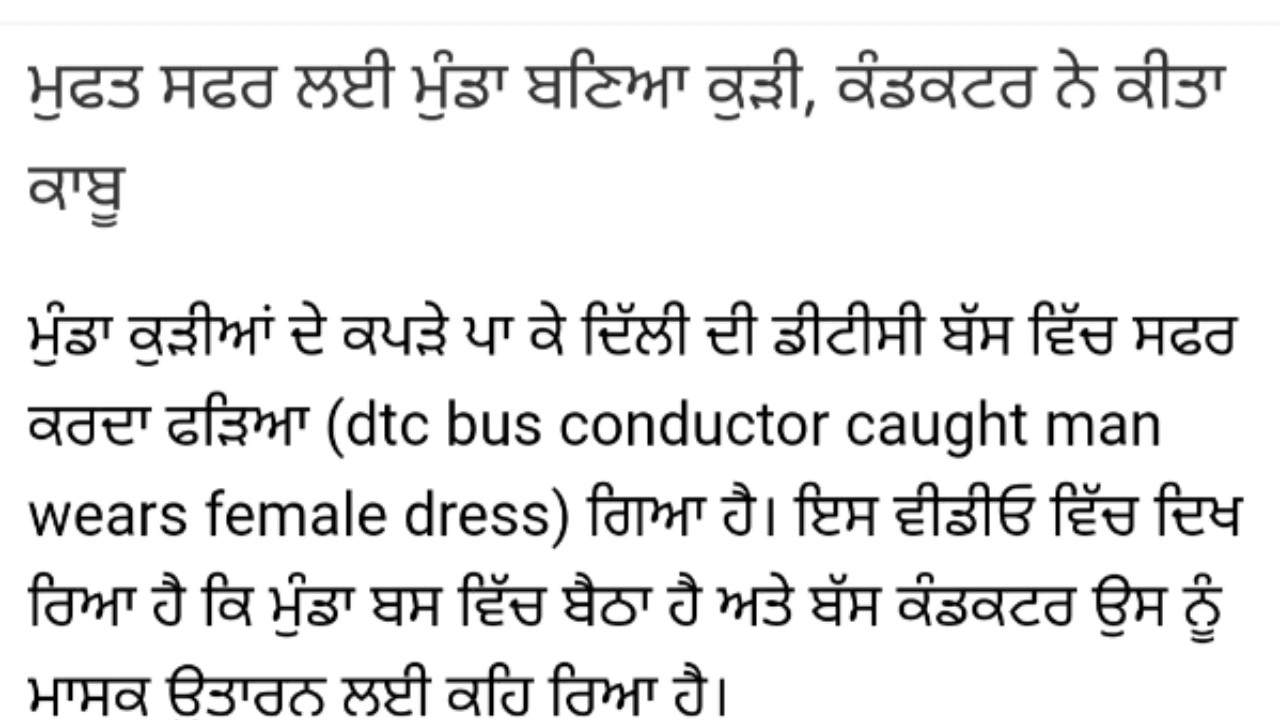 ਮੁਫਤ ਸਫਰ ਲਈ ਮੁੰਡਾ ਬਣਿਆ ਕੁੜੀ, ਕੰਡਕਟਰ ਨੇ ਕੀਤਾ
ਕਾਬੂ
ਮੁੰਡਾ ਕੁੜੀਆਂ ਦੇ ਕਪੜੇ ਪਾ ਕੇ ਦਿੱਲੀ ਦੀ ਡੀਟੀਸੀ ਬੱਸ ਵਿੱਚ ਸਫਰ
ਕਰਦਾ ਫੜਿਆ (dtc bus conductor caught man
wears female dress) ਗਿਆ ਹੈ। ਇਸ ਵੀਡੀਓ ਵਿੱਚ ਦਿਖ
ਰਿਆ ਹੈ ਕਿ ਮੁੰਡਾ ਬਸ ਵਿੱਚ ਬੈਠਾ ਹੈ ਅਤੇ ਬੱਸ ਕੰਡਕਟਰ ਉਸ ਨੂੰ
ਮਾਸਕ ਉਤਾਰਨ ਲਈ ਕਹਿ ਰਿਆ ਹੈ।